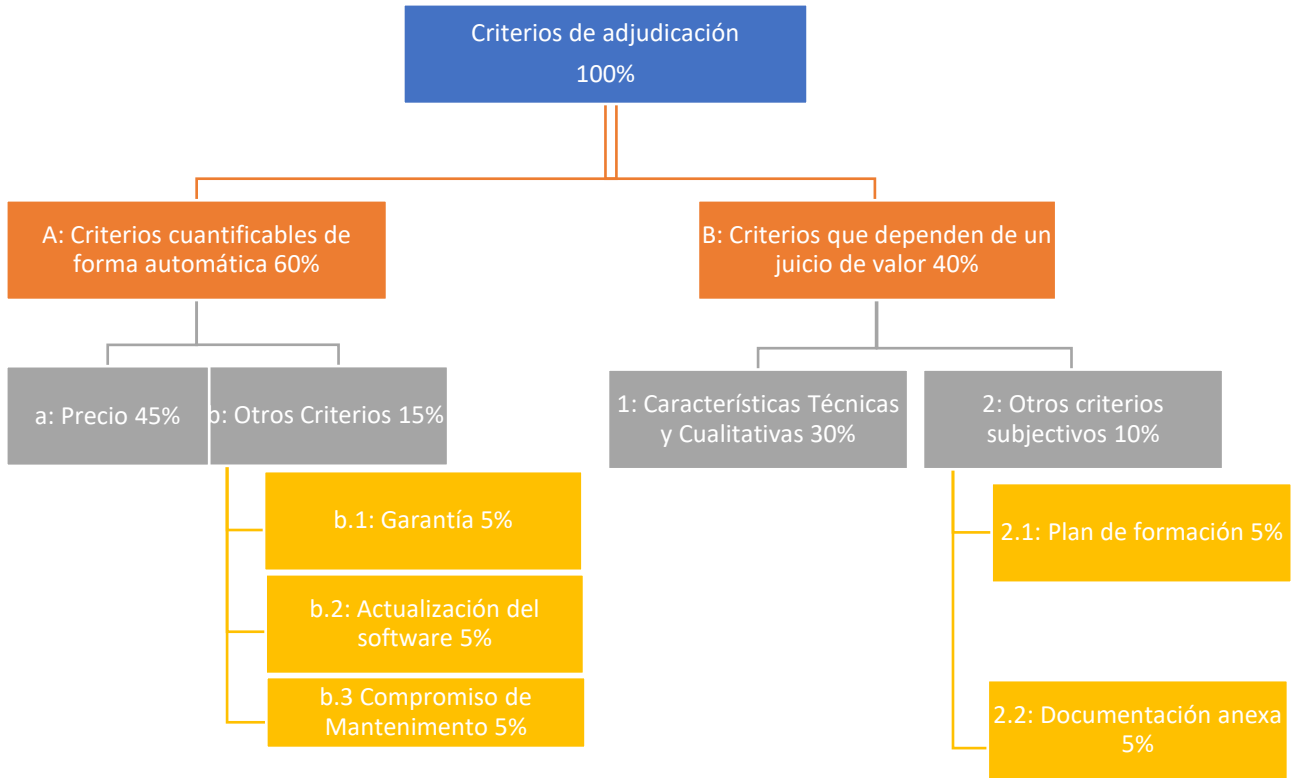 Criterios de adjudicación
100%
A: Criterios cuantificables de
forma automática 60%
B: Criterios que dependen de un
juicio de valor 40%
a: Precio 45%
b: Otros Criterios 15%
1: Característícas Técnicas
y Cualitativas 30%
2: Otros criterios
subjectivos 10%
b.1: Garantía 5%
b.2: Actualización del
software 5%
b.3 Compromiso de
Mantenimento 5%
2.1: Plan de formación 5%
2.2: Documentación anexa
5%